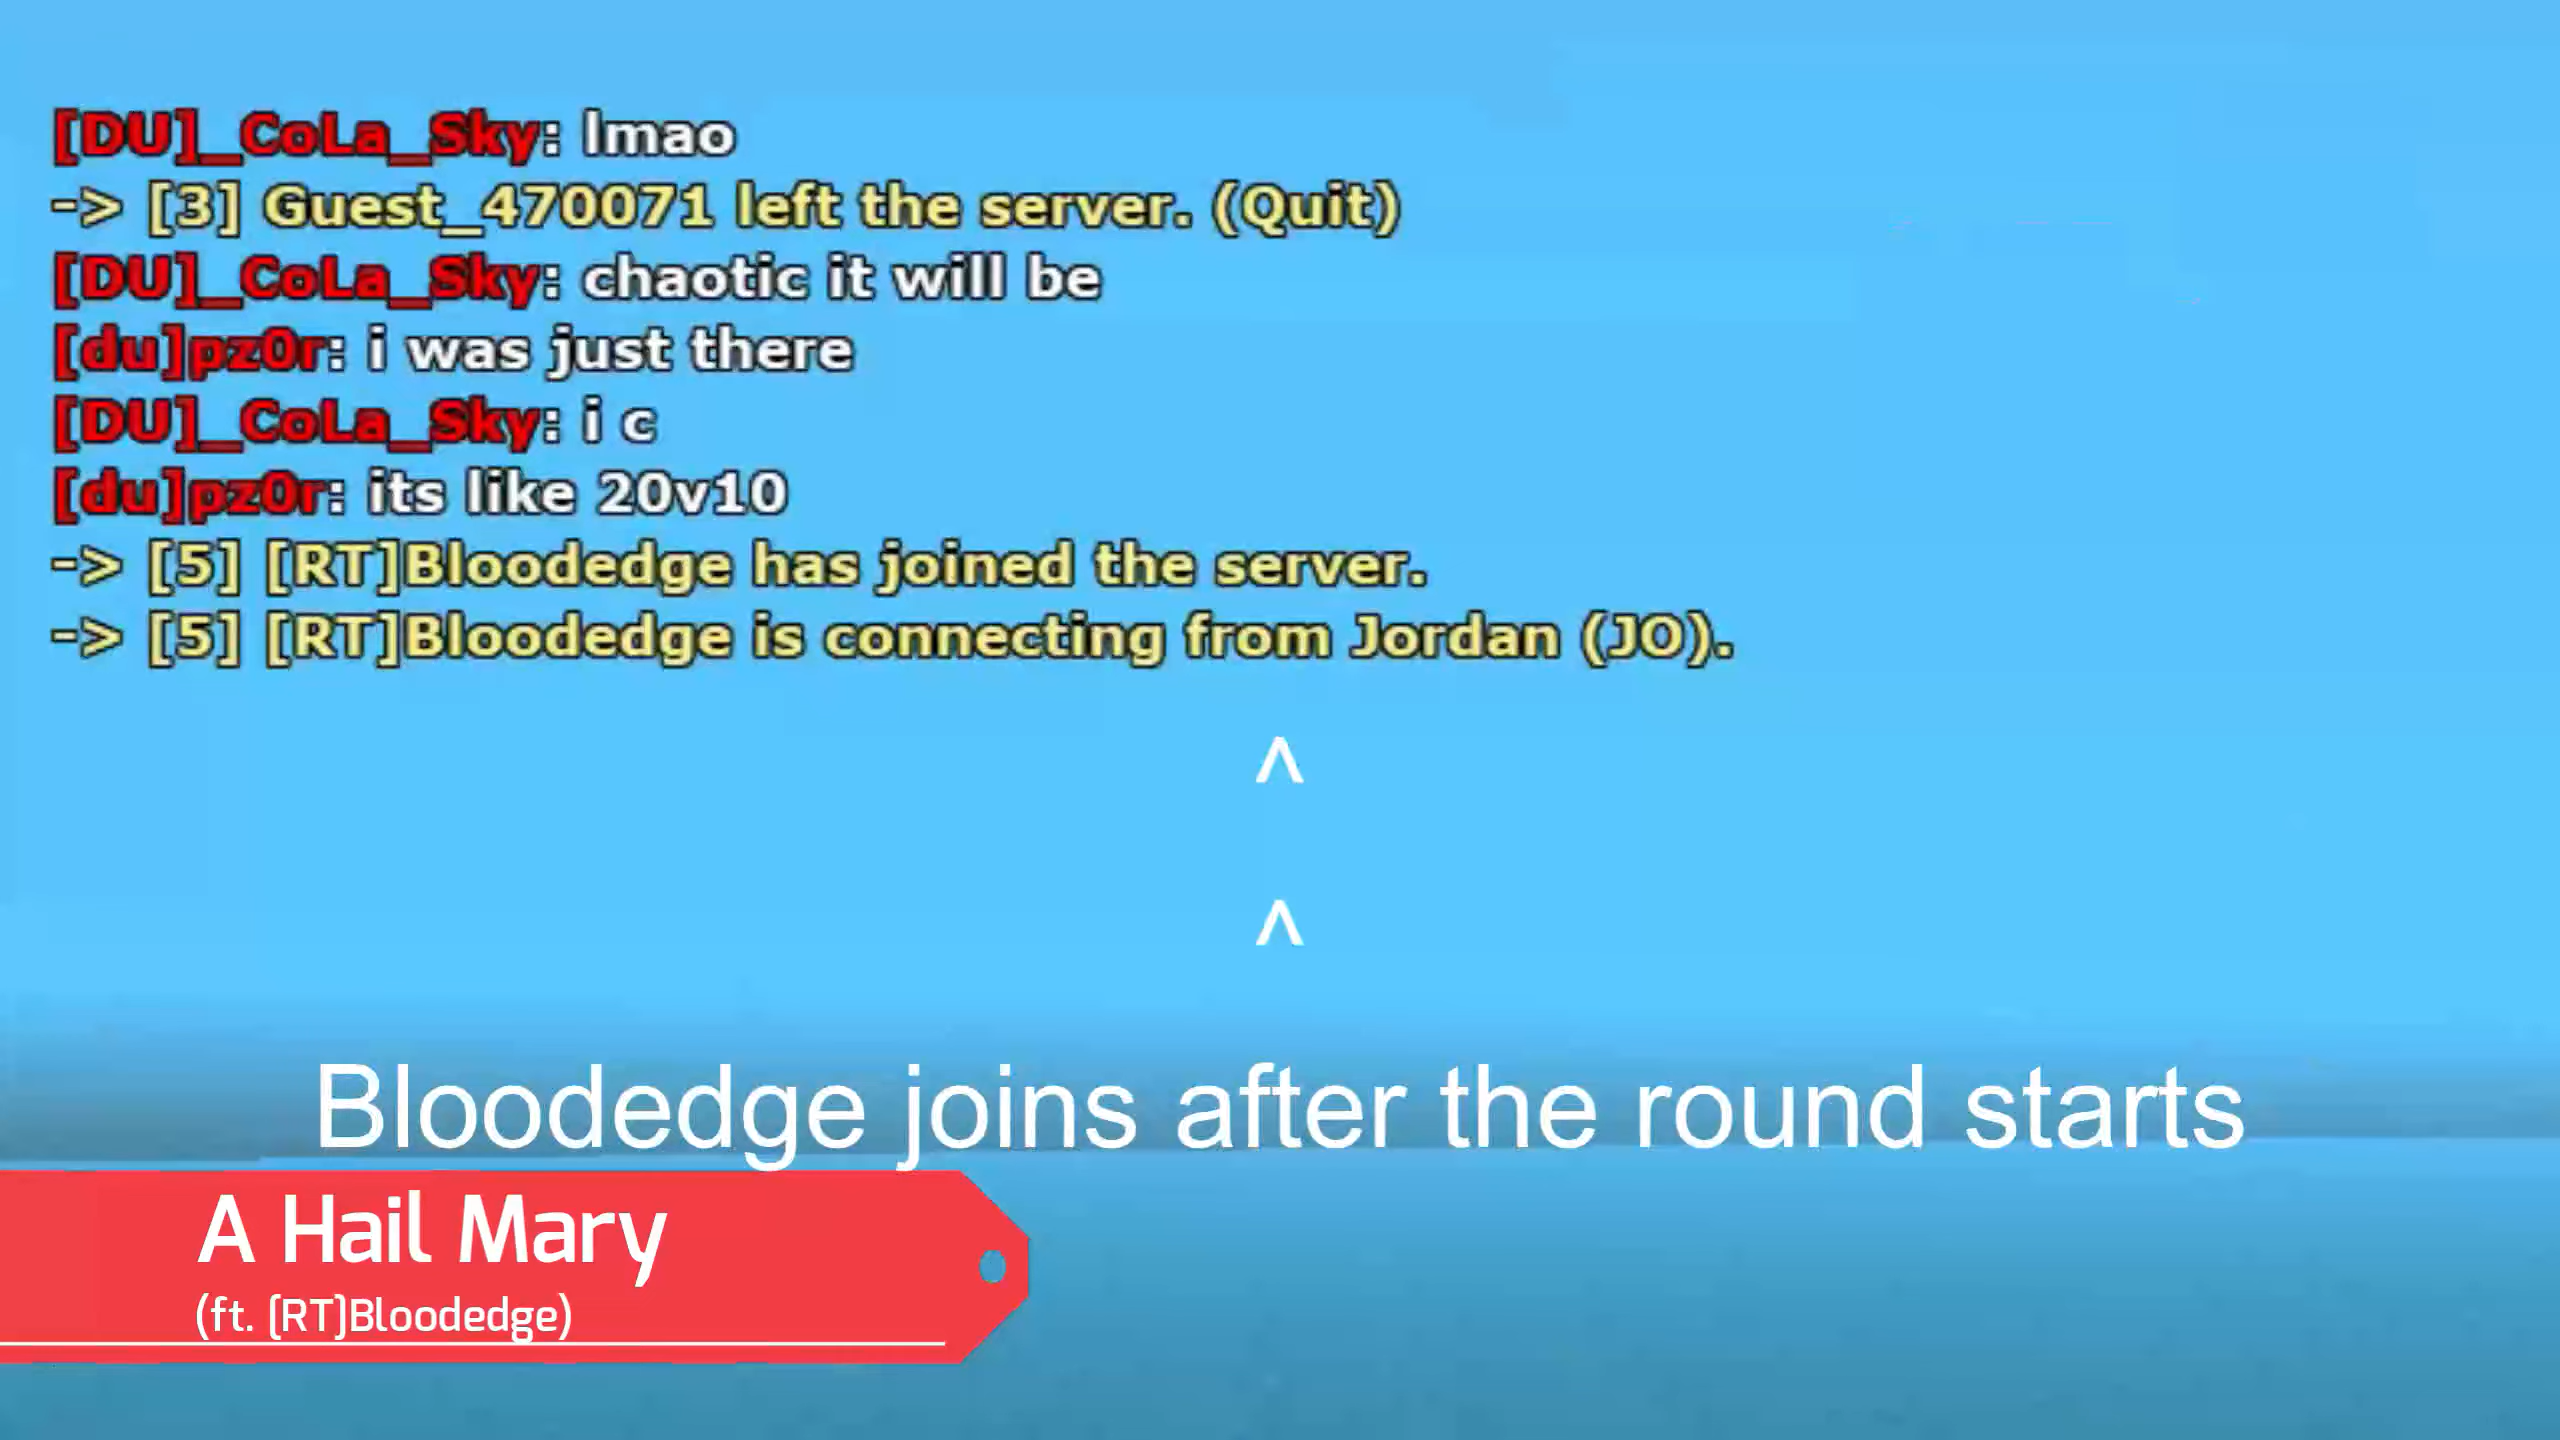 [DU]_CoLa_Sky: lmao
-> [3] Guest_470071 left the server. (Quit)
[DU]_CoLa_Sky: chaotic it will be
[du]pz0r: i was just there
[DU]_CoLa_Sky: i c
[du]pz0r: its like 20v10
-> [5] [RT]Bloodedge has joined the server.
-> [5] [RT]Bloodedge is connecting from Jordan (JO).
^
^
Bloodedge joins after the round starts
A Hail Mary
(ft. [RT]Bloodedge)